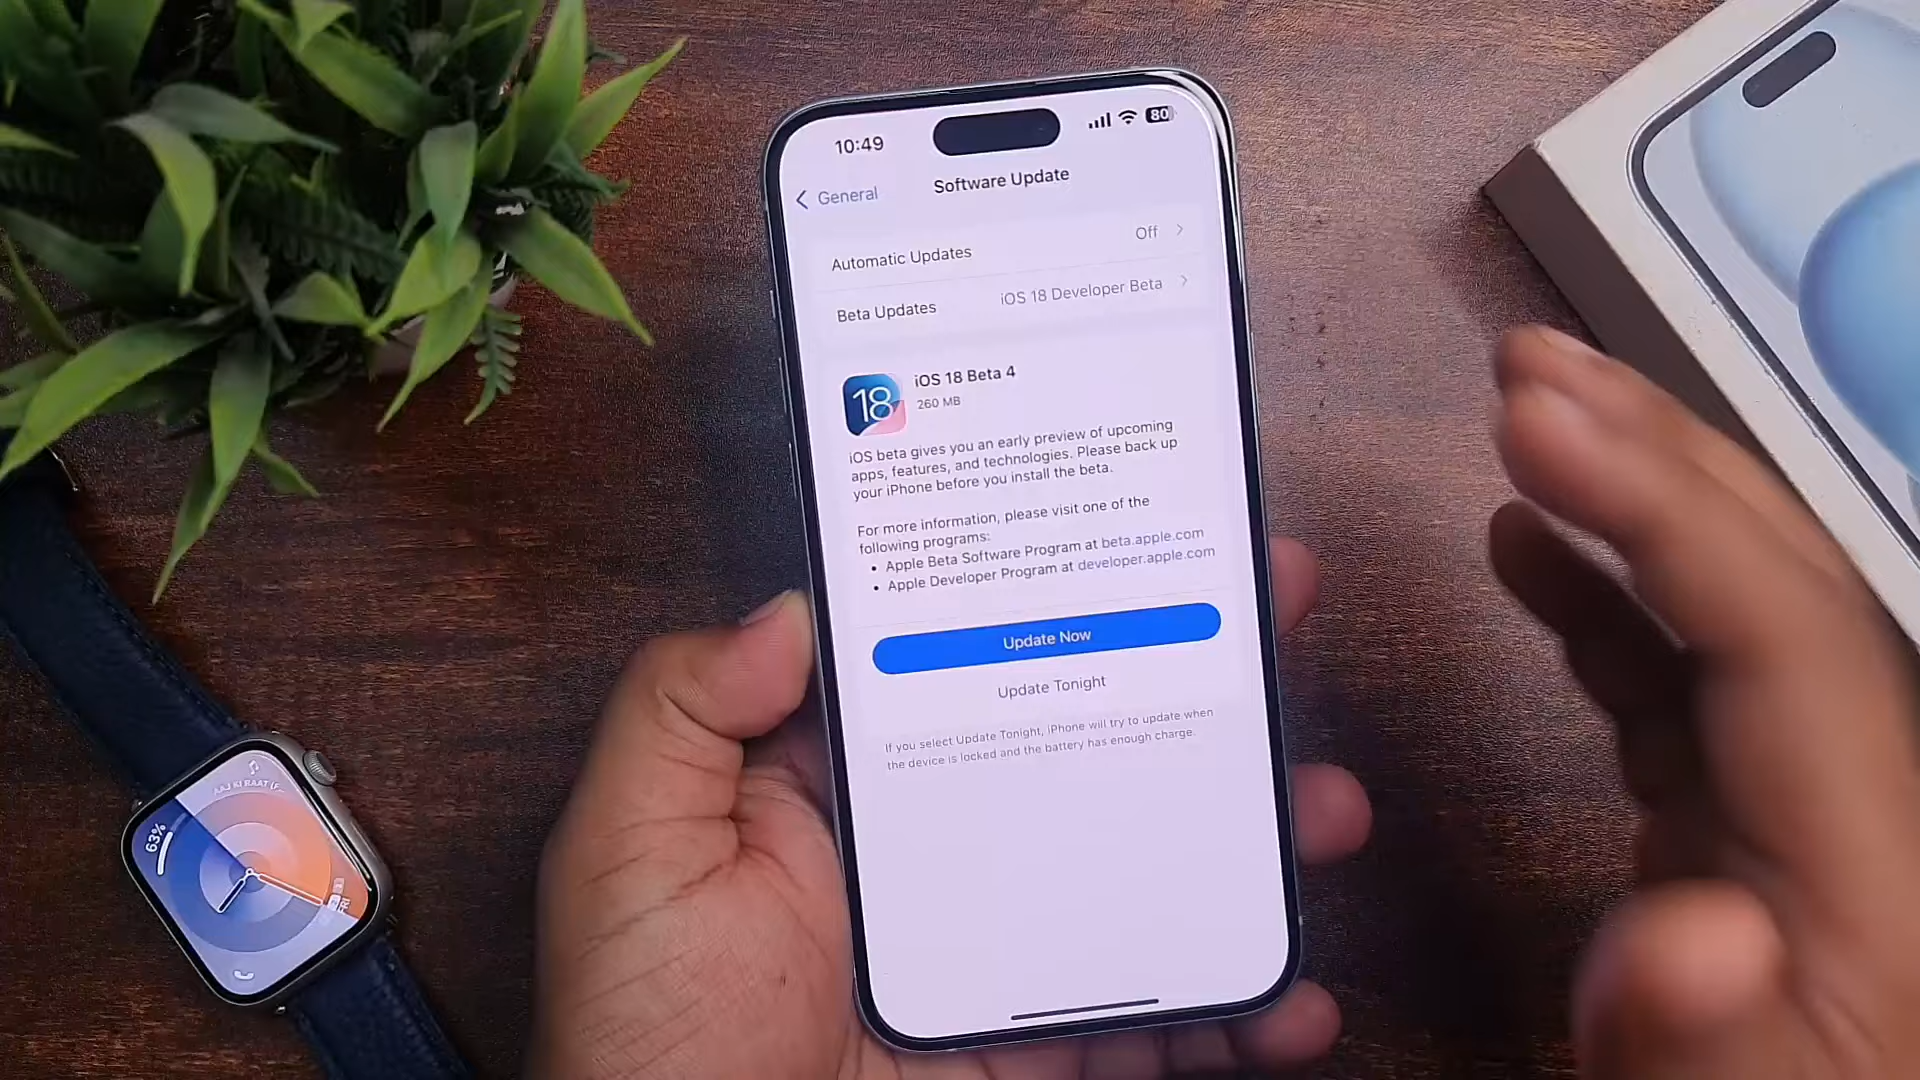 10:49
80
General
Software Update
Automatic Updates
Off
Beta Updates
iOS 18 Developer Beta
18
iOS 18 Beta 4
260 MB
iOS beta gives you an early preview of upcoming
apps, features, and technologies. Please back up
your iPhone before you install the beta.
For more information, please visit one of the
following programs:
• Apple Beta Software Program at beta.apple.com
• Apple Developer Program at developer.apple.com
Update Now
Update Tonight
If you select Update Tonight, iPhone will try to update when
the device is locked and the battery has enough charge.
AAJ KI RAAT
63%
FRI